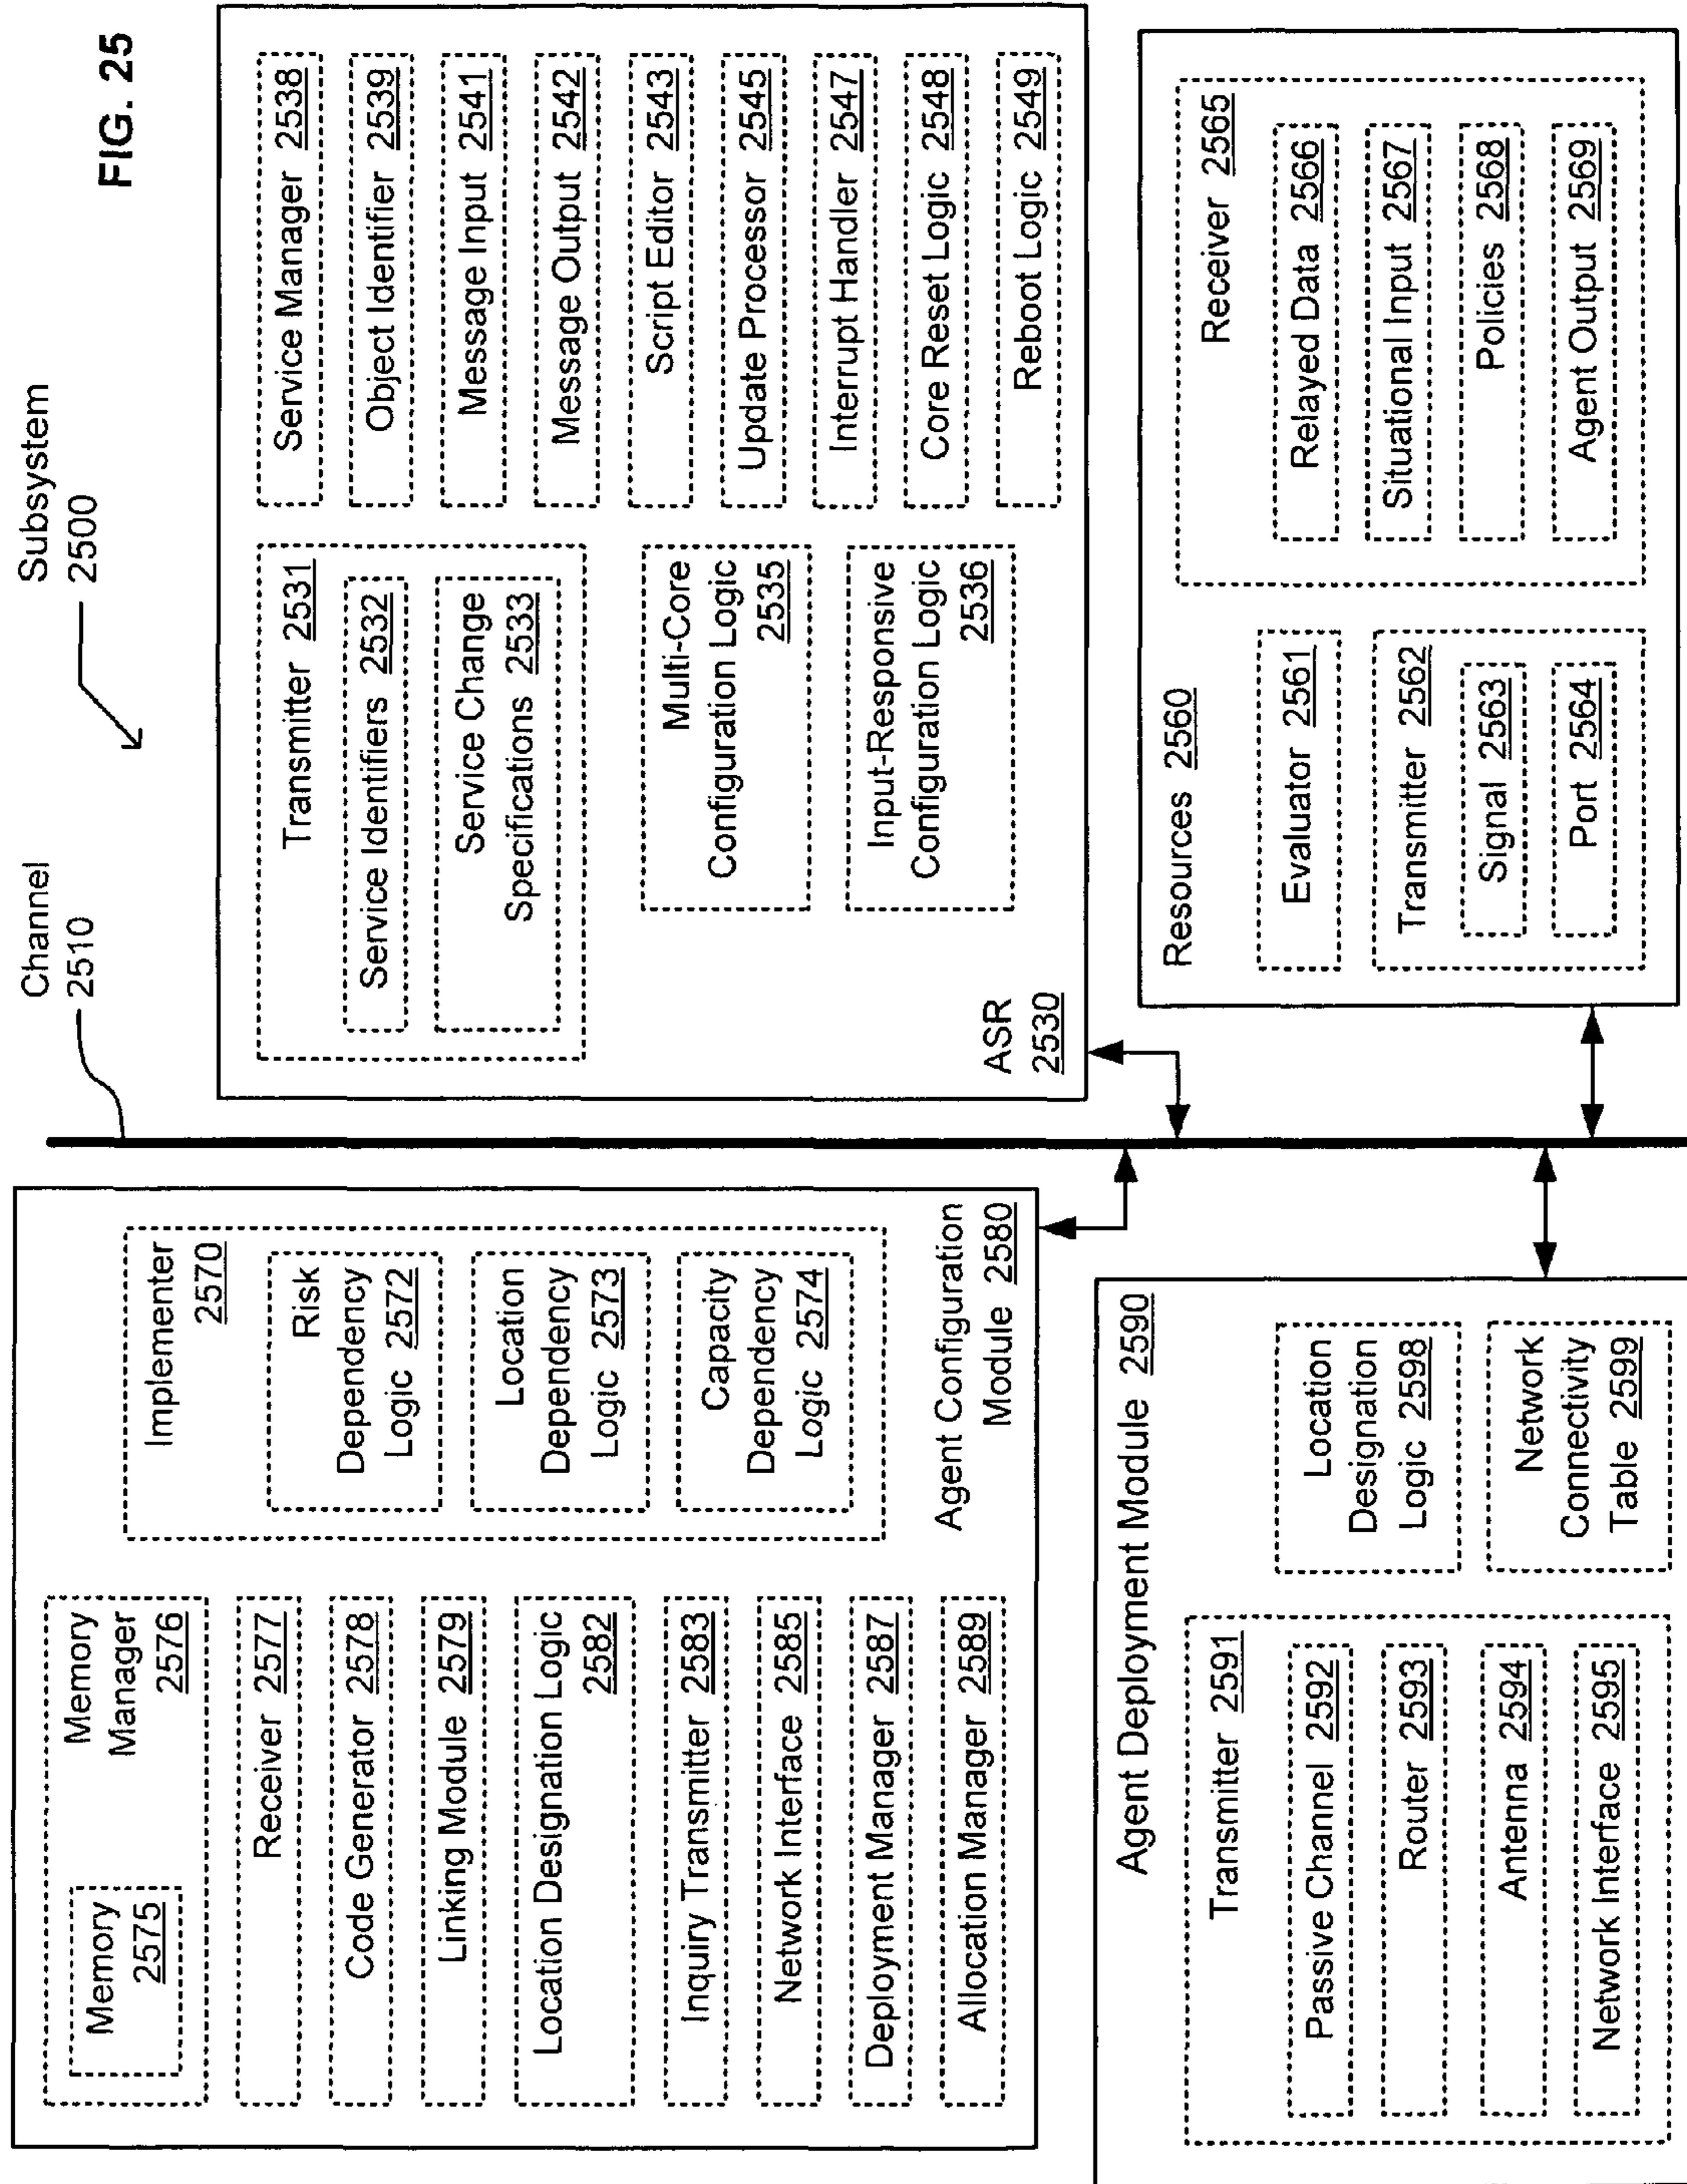 FIG. 25
Subsystem
2500
Channel
2510
Memory
2575
Memory
Manager
2576
Receiver 2577
Code Generator 2578
Linking Module 2579
Location Designation Logic
2582
Inquiry Transmitter 2583
Network Interface 2585
Deployment Manager 2587
Allocation Manager 2589
Implementer
2570
Risk
Dependency
Logic 2572
Location
Dependency
Logic 2573
Capacity
Dependency
Logic 2574
Agent Configuration
Module 2580
Transmitter 2531
Service Identifiers 2532
Service Change
Specifications 2533
Multi-Core
Configuration Logic
2535
Input-Responsive
Configuration Logic
2536
ASR
2530
Service Manager 2538
Object Identifier 2539
Message Input 2541
Message Output 2542
Script Editor 2543
Update Processor 2545
Interrupt Handler 2547
Core Reset Logic 2548
Reboot Logic 2549
Agent Deployment Module 2590
Transmitter 2591
Passive Channel 2592
Router 2593
Antenna 2594
Network Interface 2595
Location
Designation
Logic 2598
Network
Connectivity
Table 2599
Resources 2560
Evaluator 2561
Transmitter 2562
Signal 2563
Port 2564
Receiver 2565
Relayed Data 2566
Situational Input 2567
Policies 2568
Agent Output 2569